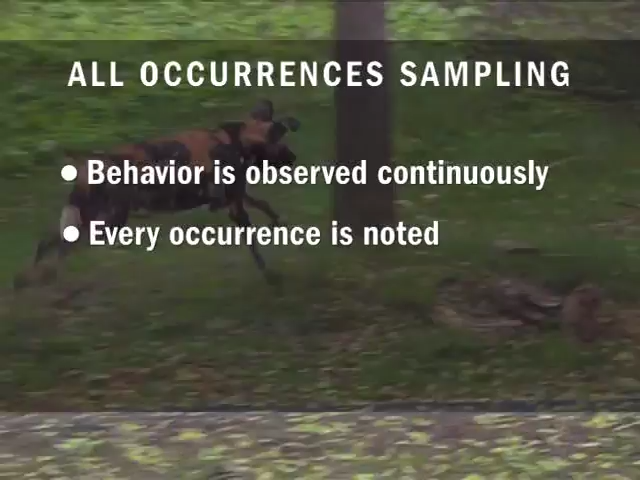 ALL OCCURRENCES SAMPLING
• Behavior is observed continuously
• Every occurrence is noted